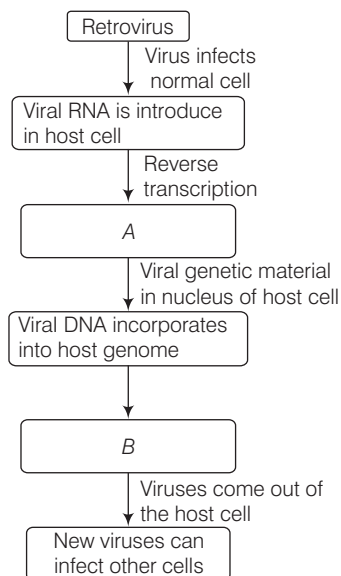 Retrovirus
Virus infects
normal cell
Viral RNA is introduce
in host cell
Reverse
transcription
A
Viral genetic material
in nucleus of host cell
Viral DNA incorporates
into host genome
B
Viruses come out of
the host cell
New viruses can
infect other cells